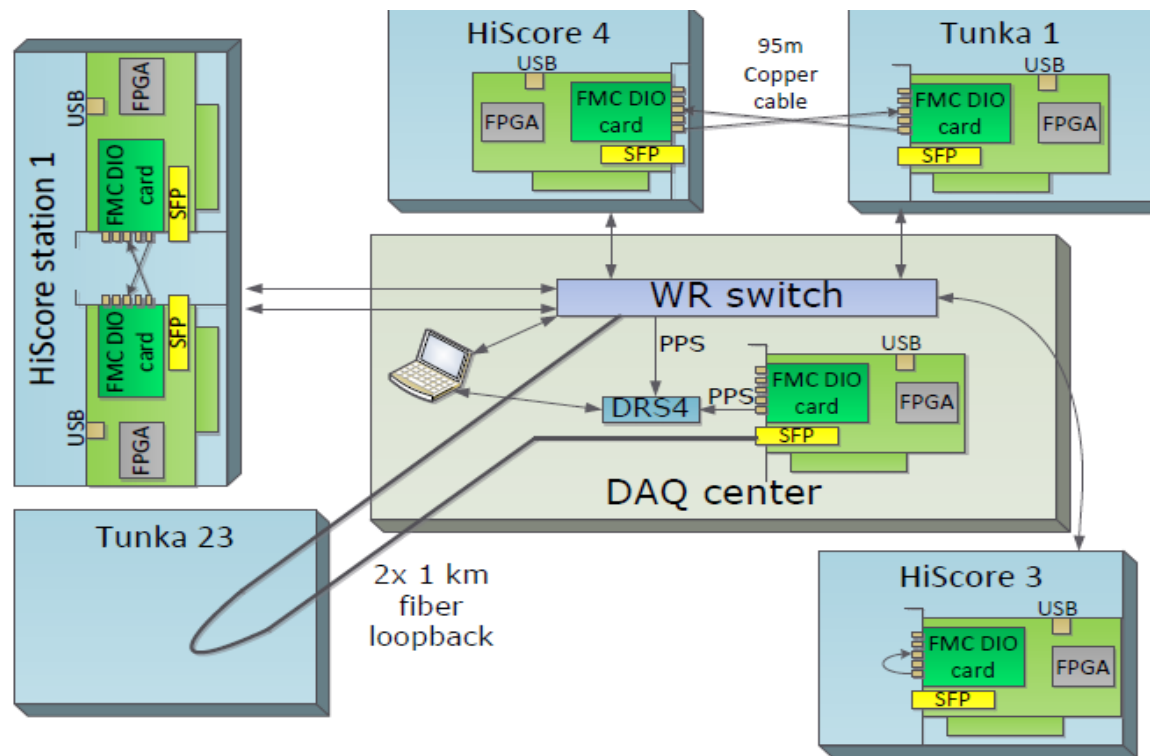 HiScore 4
USB
FPGA
FMC DIO
card
SFP
95m
Copper
cable
Tunka 1
USB
FMC DIO
card
FPGA
SFP
HiScore station 1
USB
FPGA
FMC DIO
card
SFP
FMC DIO
card
SFP
USB
FPGA
WR switch
PPS
DRS4
PPS
USB
FMC DIO
card
FPGA
SFP
DAQ center
Tunka 23
2x 1 km
fiber
loopback
HiScore 3
USB
FMC DIO
card
FPGA
SFP